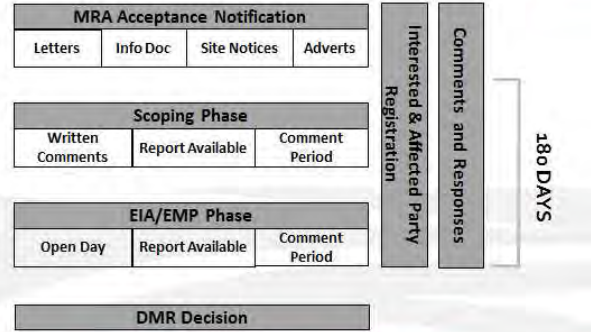 MRA Acceptance Notification
Letters
Info Doc
Site Notices
Adverts
Scoping Phase
Written
Comments
Report Available
Comment
Period
EIA/EMP Phase
Open Day
Report Available
Comment
Period
DMR Decision
Interested & Affected Party
Registration
Comments and Responses
180 DAYS